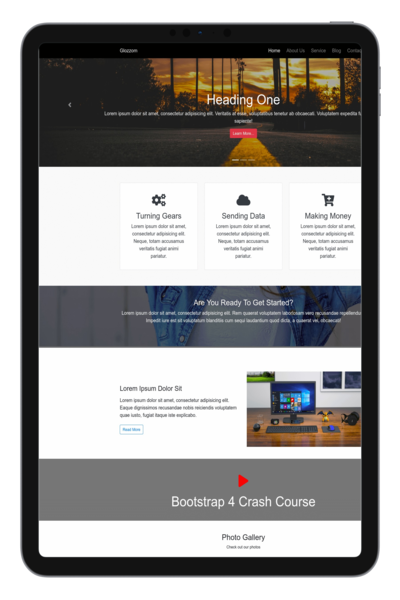 Glozzom
Home About Us Service Blog Contact
Heading One
Lorem ipsum dolor sit amet, consectetur adipisicing elit. Veritatis at esse, voluptatibus tenetur ab obcaecati. Voluptatem expedita fu
sapiente!
Learn More
Turning Gears
Lorem ipsum dolor sit amet,
consectetur adipisicing elit.
Neque, totam accusamus
veritatis fugiat animi
pariatur.
Sending Data
Lorem ipsum dolor sit amet,
consectetur adipisicing elit.
Neque, totam accusamus
veritatis fugiat animi
pariatur.
Making Money
Lorem ipsum dolor sit amet,
consectetur adipisicing elit.
Neque, totam accusamus
veritatis fugiat animi
pariatur.
Are You Ready To Get Started?
Lorem ipsum dolor sit amet, consectetur adipisicing elit. Rem quaerat voluptatem laboriosam vero recusandae
Impedit iure est sit voluptatum blanditiis cum sequi laudantium quod dicta, a quaerat vel, obcaecati!
Lorem Ipsum Dolor Sit
Lorem ipsum dolor sit amet, consectetur adipisicing elit.
Eaque dignissimos recusandae nobis reiciendis voluptatem
quae iusto, fugiat itaque iste explicabo.
Read More
Bootstrap 4 Crash Course
Photo Gallery
Check out our photos